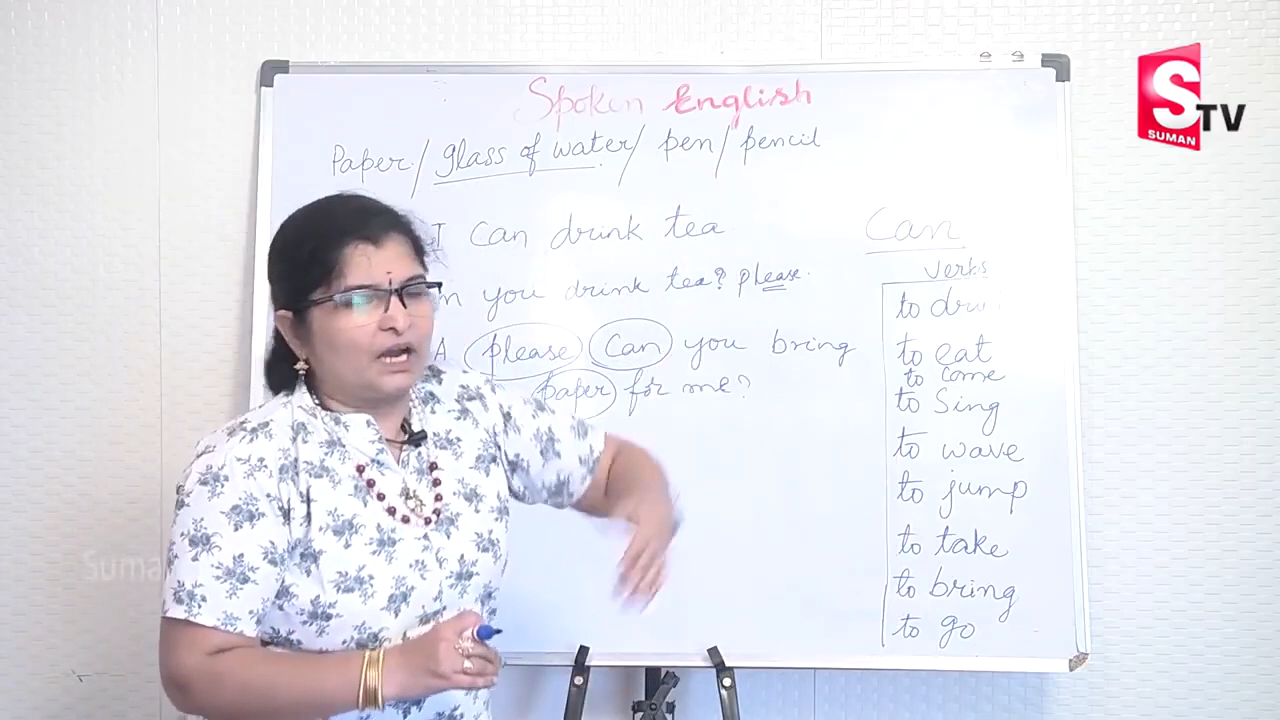 Spoken English
Paper / glass of water / pen / pencil
I Can drink tea
you drink tea? please.
A please Can you bring
paper for me?
Can
Verbs
to
to eat
to come
to Sing
to wave
to jump
to take
to bring
to go
S TV
SUMAN
Suma